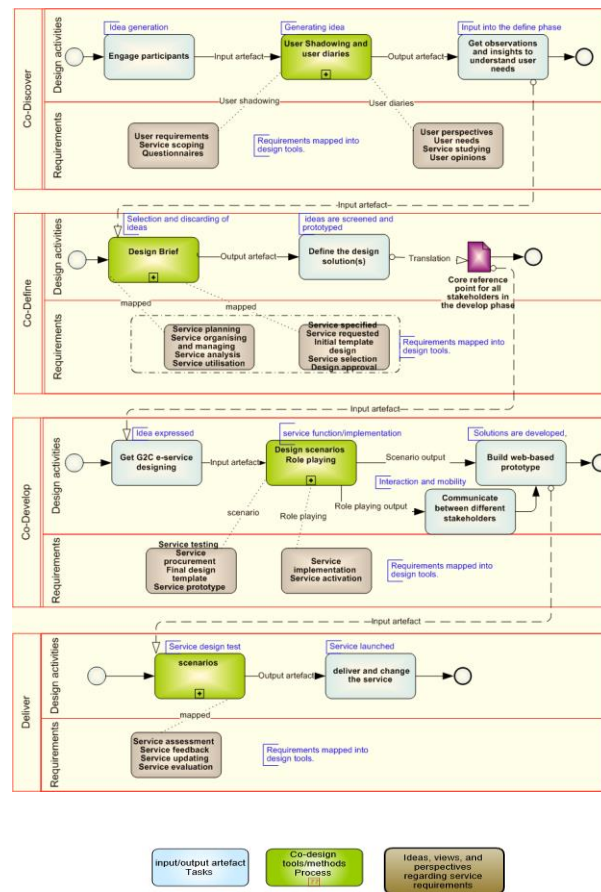 Co-Discover
Design activities
Idea generation
Engage participants
Input artefact
Generating idea
User Shadowing and
user diaries
Output artefact
Input into the define phase
Get observations
and insights to
understand user
needs
Requirements
User shadowing
User diaries
User requirements
Service scoping
Questionnaires
Requirements mapped into
design tools.
User perspectives
User needs
Service studying
User opinions
Input artefact
Co-Define
Design activities
Selection and discarding of
ideas
Design Brief
Output artefact
ideas are screened and
prototyped
Define the design
solution(s)
Translation
Core reference
point for all
stakeholders in
the develop phase
Requirements
mapped
mapped
Service planning
Service organising
and managing
Service analysis
Service utilisation
Service specified
Service requested
Initial template
design
Service selection
Design approval
Requirements mapped into
design tools.
Input artefact
Co-Develop
Design activities
Idea expressed
Get G2C e-service
designing
Input artefact
service function/implementation
Design scenarios
Role playing
Scenario output
Solutions are developed,
Build web-based
prototype
Interaction and mobility
Role playing output
Communicate
between different
stakeholders
Requirements
scenario
Role playing
Service testing
Service
procurement
Final design
template
Service prototype
Service
implementation
Service activation
Requirements mapped into
design tools.
Input artefact
Deliver
Design activities
Service design test
scenarios
Output artefact
Service launched
deliver and change
the service
Requirements
mapped
Service assessment
Service feedback
Service updating
Service evaluation
Requirements mapped into
design tools.
input/output artefact
Tasks
Co-design
tools/methods
Process
Ideas, views, and
perspectives
regarding service
requirements